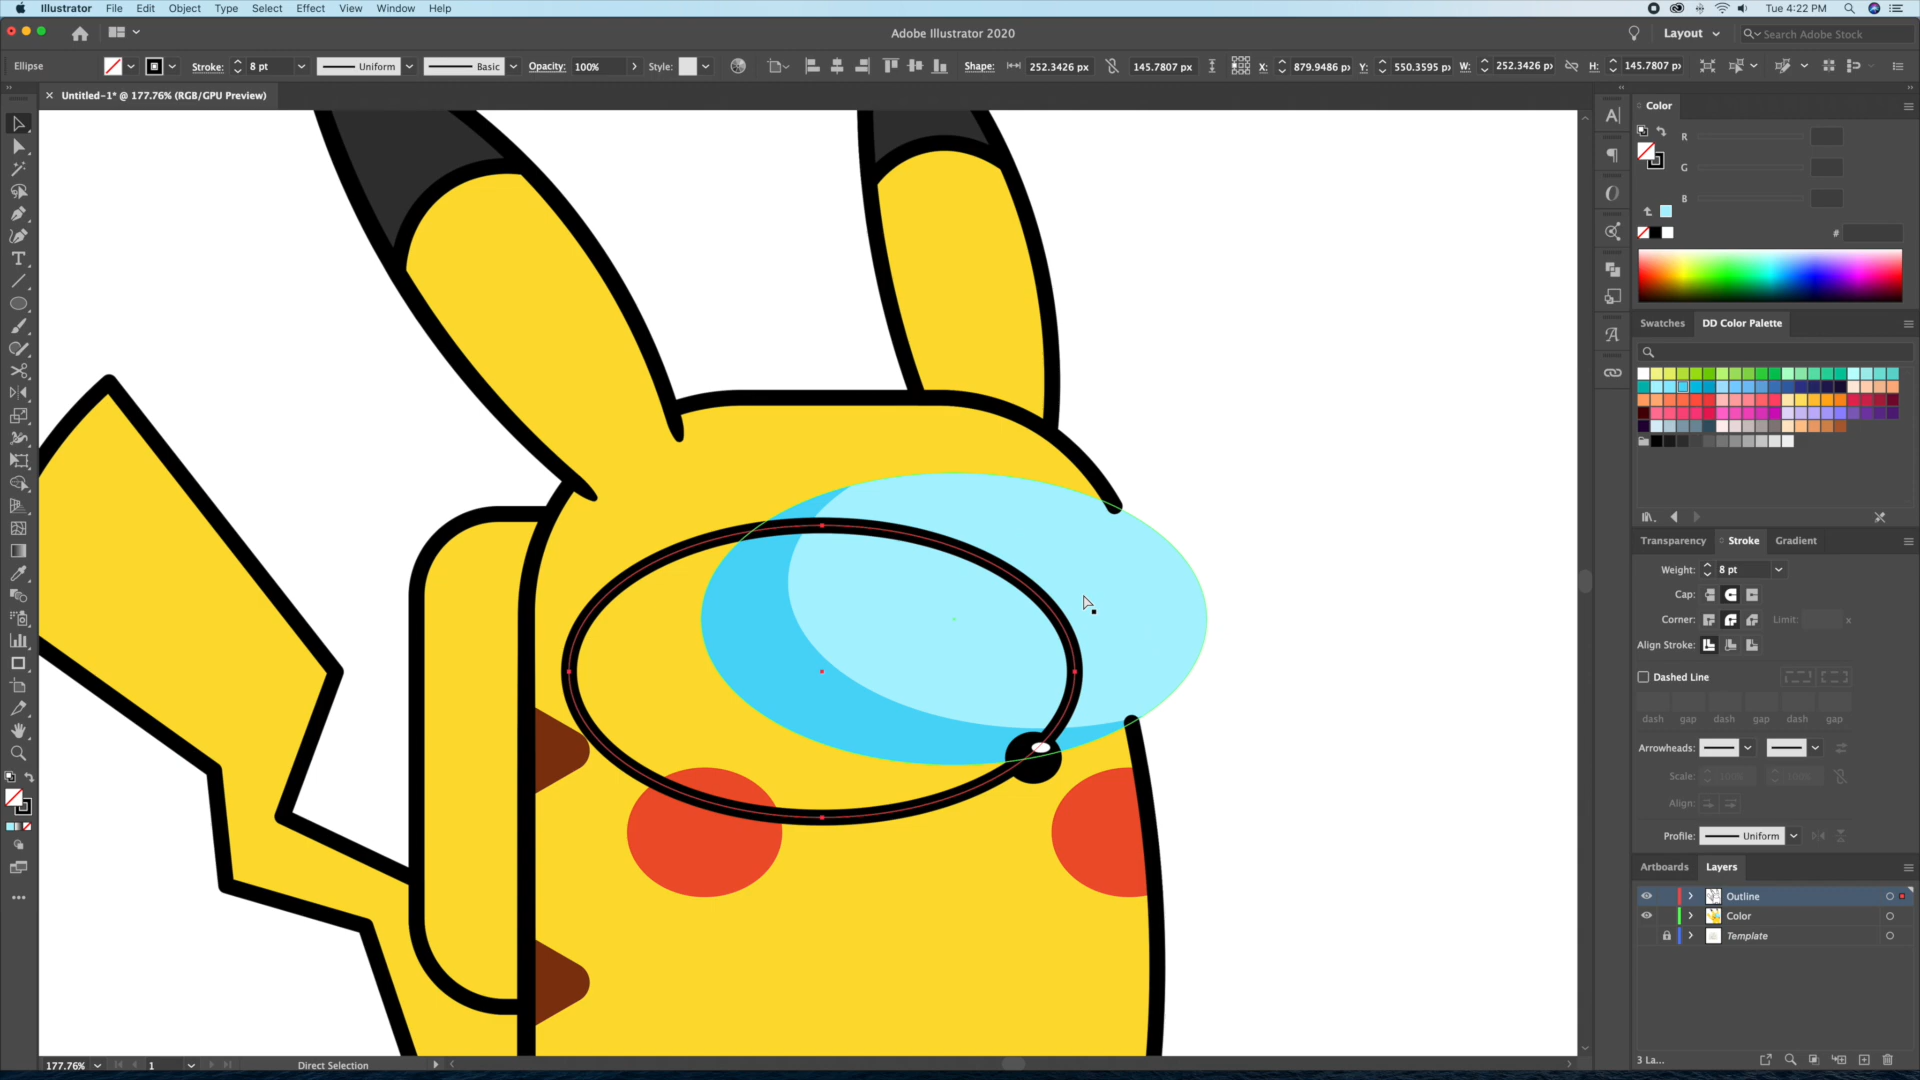 Illustrator File Edit Object Type Select Effect View Window Help
Tue 4:22 PM
Adobe Illustrator 2020
Layout
Search Adobe Stock
Ellipse
Stroke: 8 pt
Uniform
Basic
Opacity: 100%
Style:
Shape: 252.3426 px 145.7807 px
X: 879.9486 px
Y: 550.3595 px
W: 252.3426 px
H: 145.7807 px
Untitled-1* @ 177.76% (RGB/GPU Preview)
Color
R
G
B
#
Swatches DD Color Palette
Transparency Stroke Gradient
Weight: 8 pt
Cap:
Corner: Limit: x
Align Stroke:
Dashed Line
dash gap dash gap dash gap
Arrowheads:
Scale: 100% 100%
Align:
Profile: Uniform
Artboards Layers
Outline
Color
Template
3 La...
177.76% 1 Direct Selection